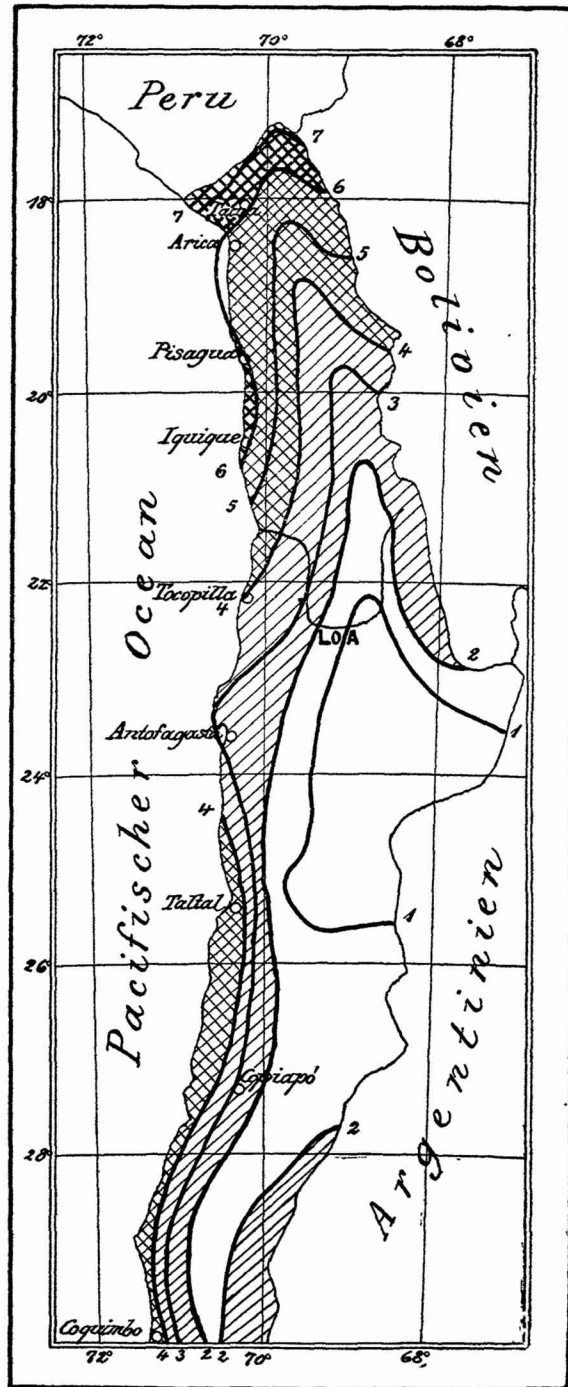 72° 70° 68°
Peru
7
18°
7
6
Tacna
Arica
5
Bolivien
Pisagua
4
20°
3
Iquique
6
5
22°
Tocopilla
4
LOA
2
Ocean
1
Antofagasta
24°
4
Pacifischer
Taltal
1
26°
Argentinien
Copiapó
2
28°
Coquimbo
4 3 2 2
72° 70° 68°